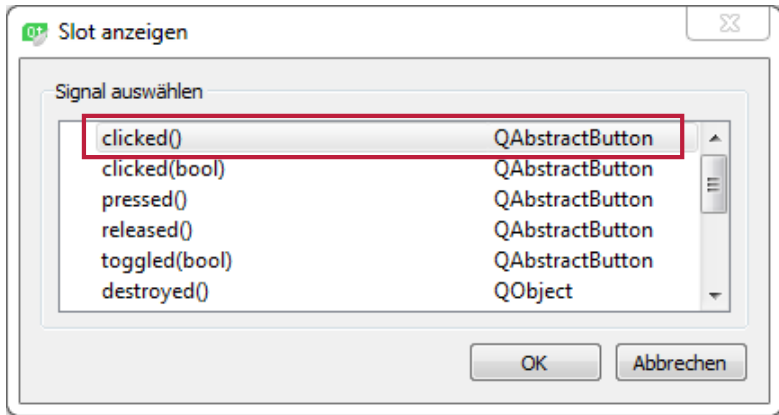 Slot anzeigen
Signal auswählen
clicked() QAbstractButton
clicked(bool) QAbstractButton
pressed() QAbstractButton
released() QAbstractButton
toggled(bool) QAbstractButton
destroyed() QObject
OK Abbrechen